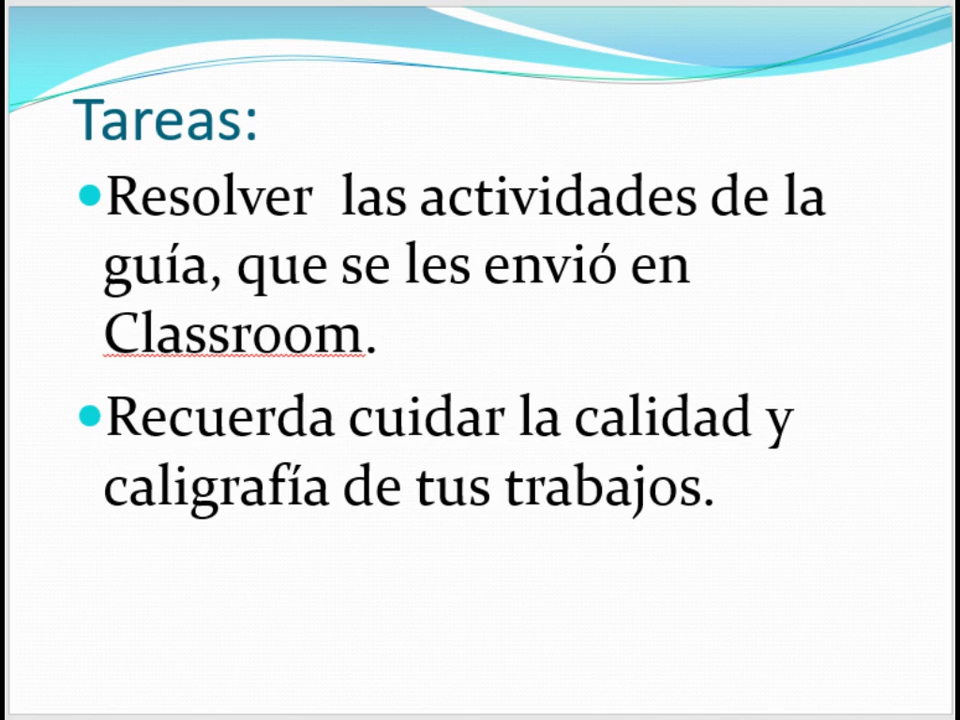 Tareas:
•Resolver  las actividades de la
guía, que se les envió en
Classroom.
•Recuerda cuidar la calidad y
caligrafía de tus trabajos.